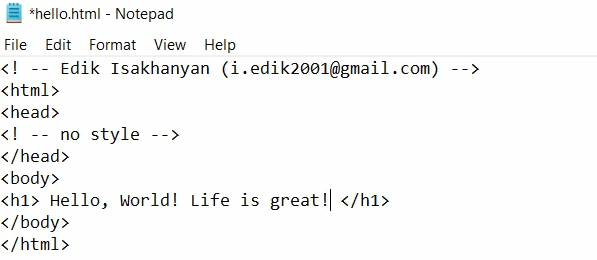 *hello.html - Notepad
File Edit Format View Help
<! -- Edik Isakhanyan (i.edik2001@gmail.com) -->
<html>
<head>
<! -- no style -->
</head>
<body>
<h1> Hello, World! Life is great! </h1>
</body>
</html>